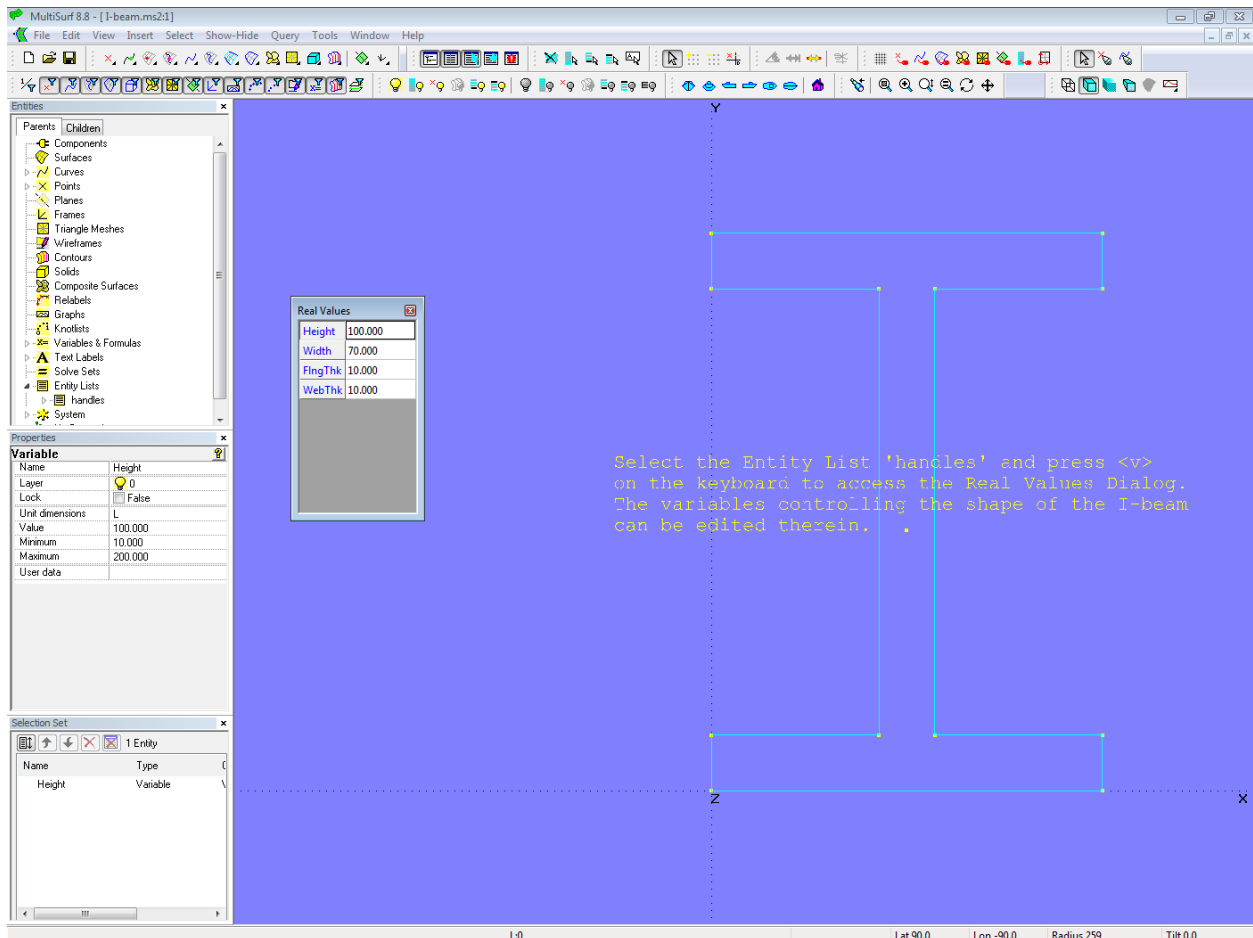 MultiSurf 8.8 - [ I-beam.ms2:1]
File Edit View Insert Select Show-Hide Query Tools Window Help
Entities
Parents Children
Components
Surfaces
Curves
Points
Planes
Frames
Triangle Meshes
Wireframes
Contours
Solids
Composite Surfaces
Relabels
Graphs
Knotlists
Variables & Formulas
Text Labels
Solve Sets
Entity Lists
handles
System
Properties
Variable
Name Height
Layer 0
Lock False
Unit dimensions L
Value 100.000
Minimum 10.000
Maximum 200.000
User data
Selection Set
1 Entity
Name Type
Height Variable
Real Values
Height 100.000
Width 70.000
FlngThk 10.000
WebThk 10.000
Y
Select the Entity List 'handles' and press <v>
on the keyboard to access the Real Values Dialog.
The variables controlling the shape of the I-beam
can be edited therein.
Z
X
L:0 Lat 90.0 Lon -90.0 Radius 259 Tilt 0.0